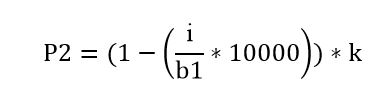 P2 = (1 − (i/b1 * 10000)) * k